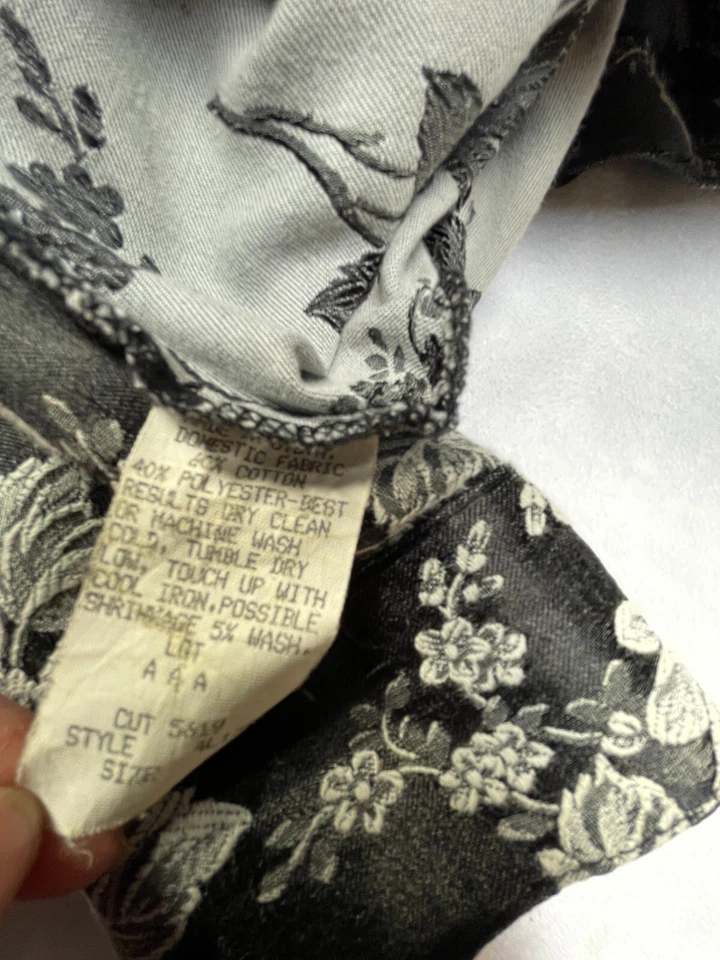 DOMESTIC FABRIC
60% COTTON
40% POLYESTER-BEST
RESULTS DRY CLEAN
OR MACHINE WASH
COLD, TUMBLE DRY
LOW, TOUCH UP WITH
COOL IRON.POSSIBLE
SHRINKAGE 5% WASH.
LOT
A A A
CUT
STYLE
SIZE